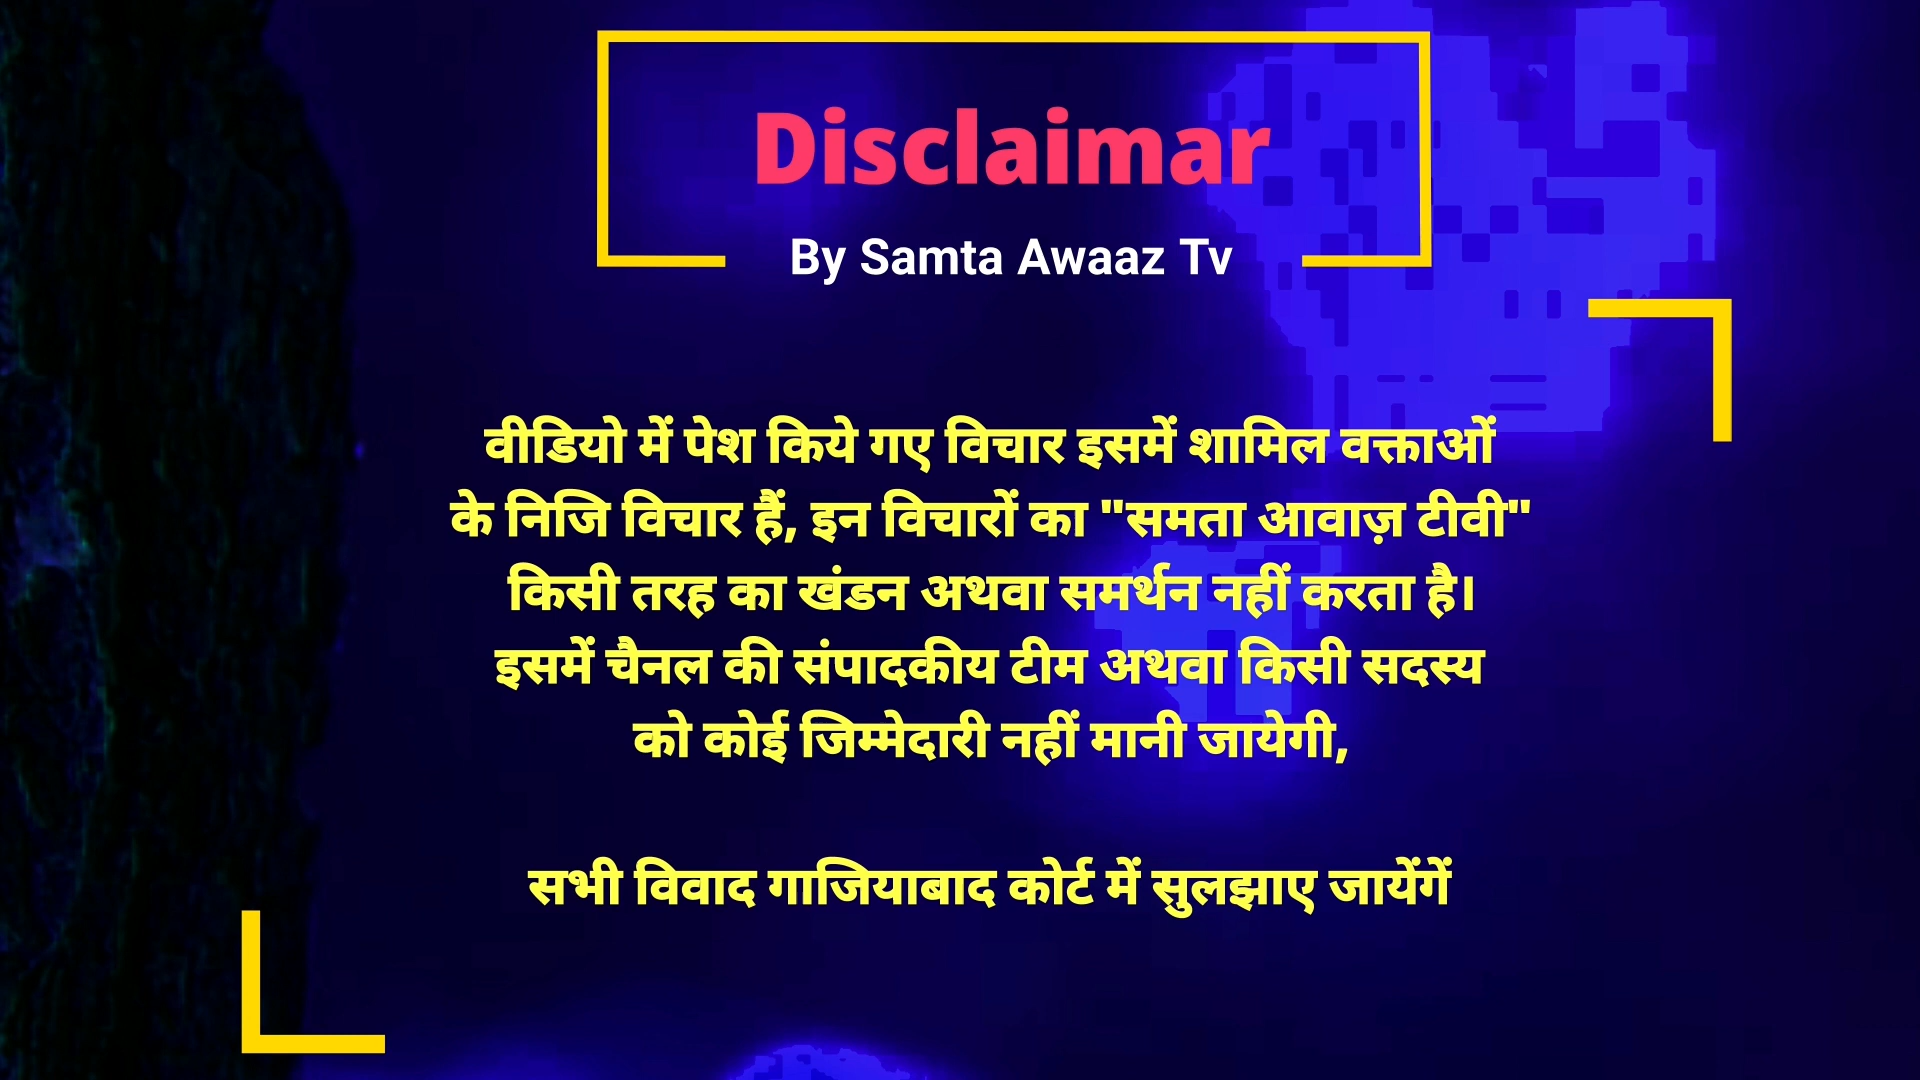 Disclaimar
By Samta Awaaz Tv
वीडियो में पेश किये गए विचार इसमें शामिल वक्ताओं
के निजि विचार हैं, इन विचारों का "समता आवाज़ टीवी"
किसी तरह का खंडन अथवा समर्थन नहीं करता है।
इसमें चैनल की संपादकीय टीम अथवा किसी सदस्य
को कोई जिम्मेदारी नहीं मानी जायेगी,
सभी विवाद गाजियाबाद कोर्ट में सुलझाए जायेंगें